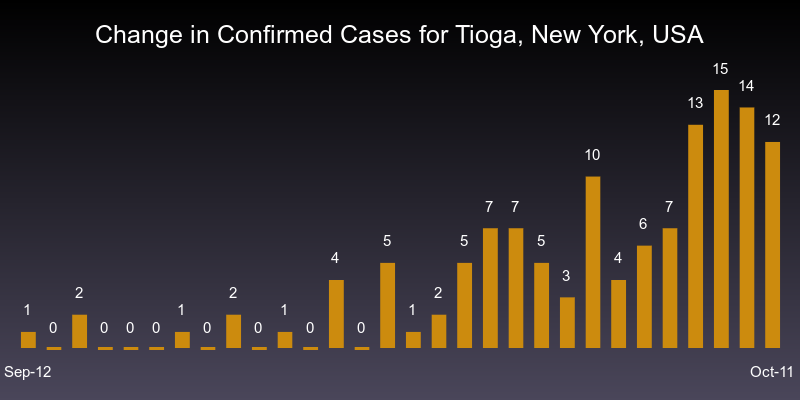 Change in Confirmed Cases for Tioga, New York, USA
1 0 2 0 0 0 1 0 2 0 1 0 4 0 5 1 2 5 7 7 5 3 10 4 6 7 13 15 14 12
Sep-12 Oct-11